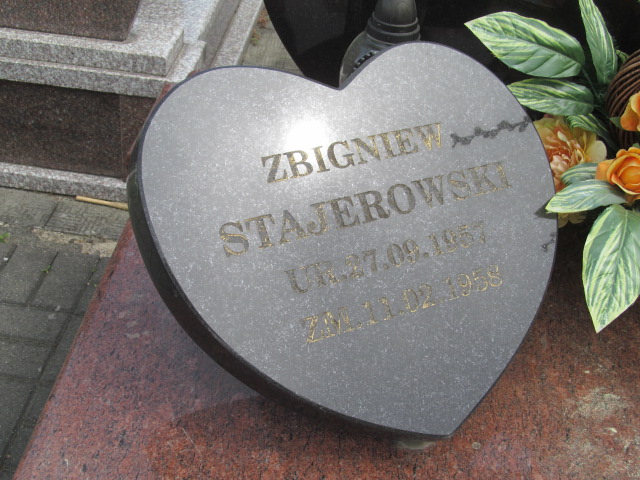 ZBIGNIEW
STAJEROWSKI
UR.27.09.1957
ZM.11.02.1958